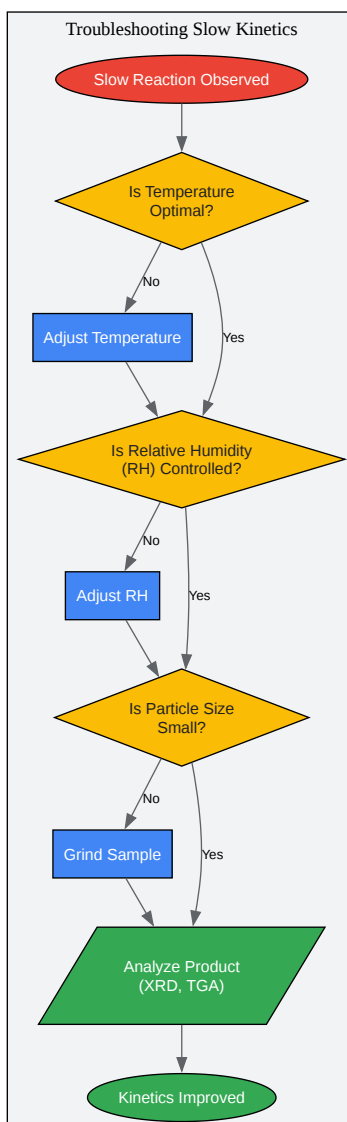 Troubleshooting Slow Kinetics
Slow Reaction Observed
Is Temperature
Optimal?
No
Adjust Temperature
Yes
Is Relative Humidity
(RH) Controlled?
No
Adjust RH
Yes
Is Particle Size
Small?
No
Grind Sample
Yes
Analyze Product
(XRD, TGA)
Kinetics Improved